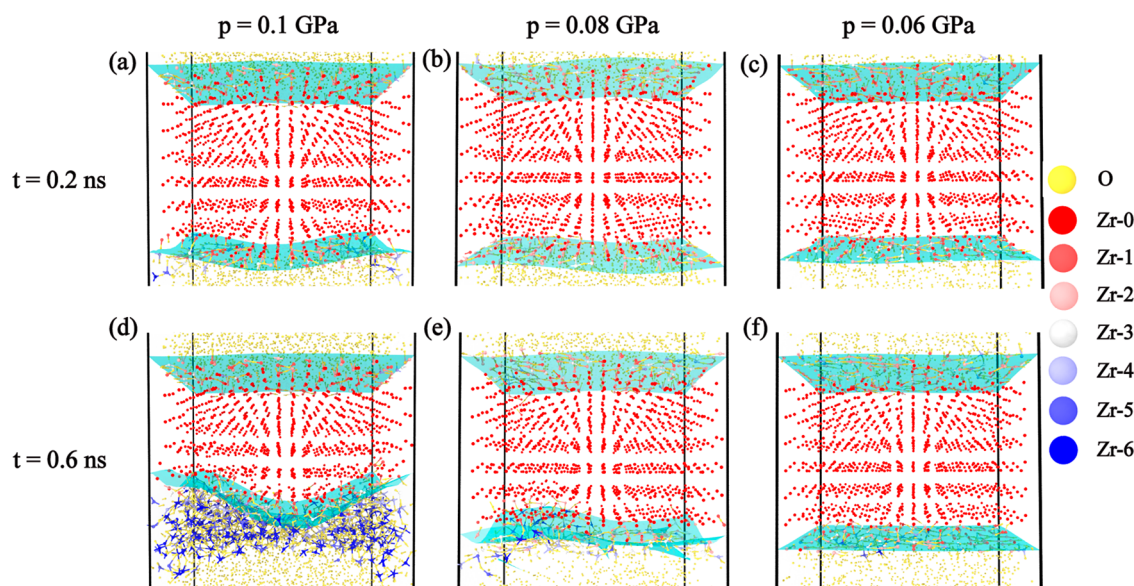 p = 0.1 GPa
p = 0.08 GPa
p = 0.06 GPa
(a)
(b)
(c)
t = 0.2 ns
(d)
(e)
(f)
t = 0.6 ns
O
Zr-0
Zr-1
Zr-2
Zr-3
Zr-4
Zr-5
Zr-6